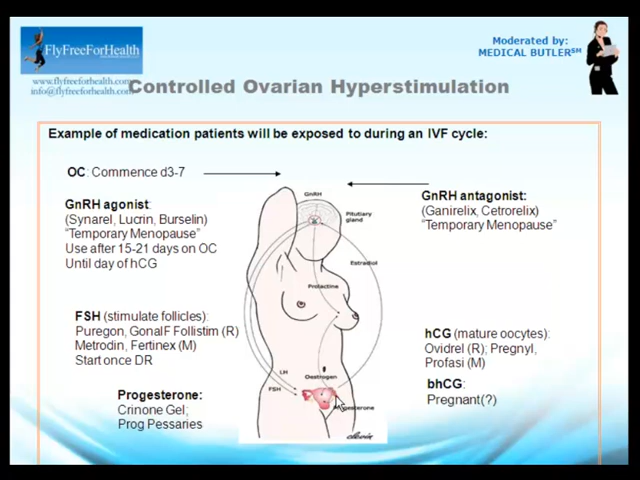 FlyFreeForHealth
www.flyfreeforhealth.com
info@flyfreeforhealth.com
Moderated by:
MEDICAL BUTLER℠
Controlled Ovarian Hyperstimulation
Example of medication patients will be exposed to during an IVF cycle:
OC: Commence d3-7
GnRH agonist:
(Synarel, Lucrin, Burselin)
“Temporary Menopause”
Use after 15-21 days on OC
Until day of hCG
GnRH antagonist:
(Ganirelix, Cetrorelix)
“Temporary Menopause”
GnRH
Pitutiary
gland
Estradiol
Prolactine
LH
FSH
Oestrogen
FSH (stimulate follicles):
Puregon, GonalF Follistim (R)
Metrodin, Fertinex (M)
Start once DR
hCG (mature oocytes):
Ovidrel (R); Pregnyl,
Profasi (M)
bhCG:
Pregnant(?)
Progesterone:
Crinone Gel;
Prog Pessaries